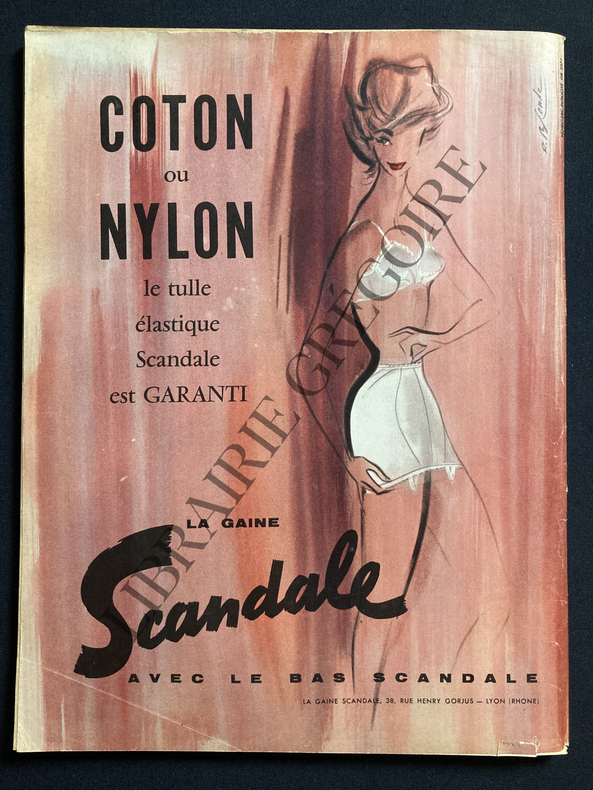 COTON
ou
NYLON
le tulle
élastique
Scandale
est GARANTI
LA GAINE
Scandale
AVEC LE BAS SCANDALE
LA GAINE SCANDALE, 38, RUE HENRY GORJUS — LYON (RHONE)
LIBRAIRIE GRÉGOIRE